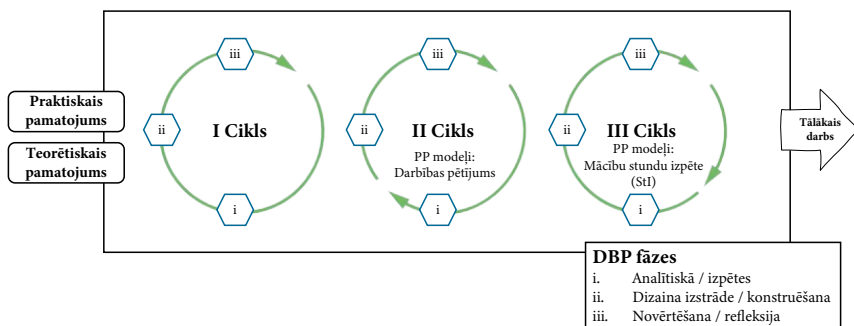 Praktiskais
pamatojums
Teorētiskais
pamatojums
iii
ii
I Cikls
i
iii
ii
II Cikls
PP modeļi:
Darbības pētījums
i
iii
ii
III Cikls
PP modeļi:
Mācību stundu izpēte
(StI)
i
Tālākais
darbs
DBP fāzes
i. Analītiskā / izpētes
ii. Dizaina izstrāde / konstruēšana
iii. Novērtēšana / refleksija